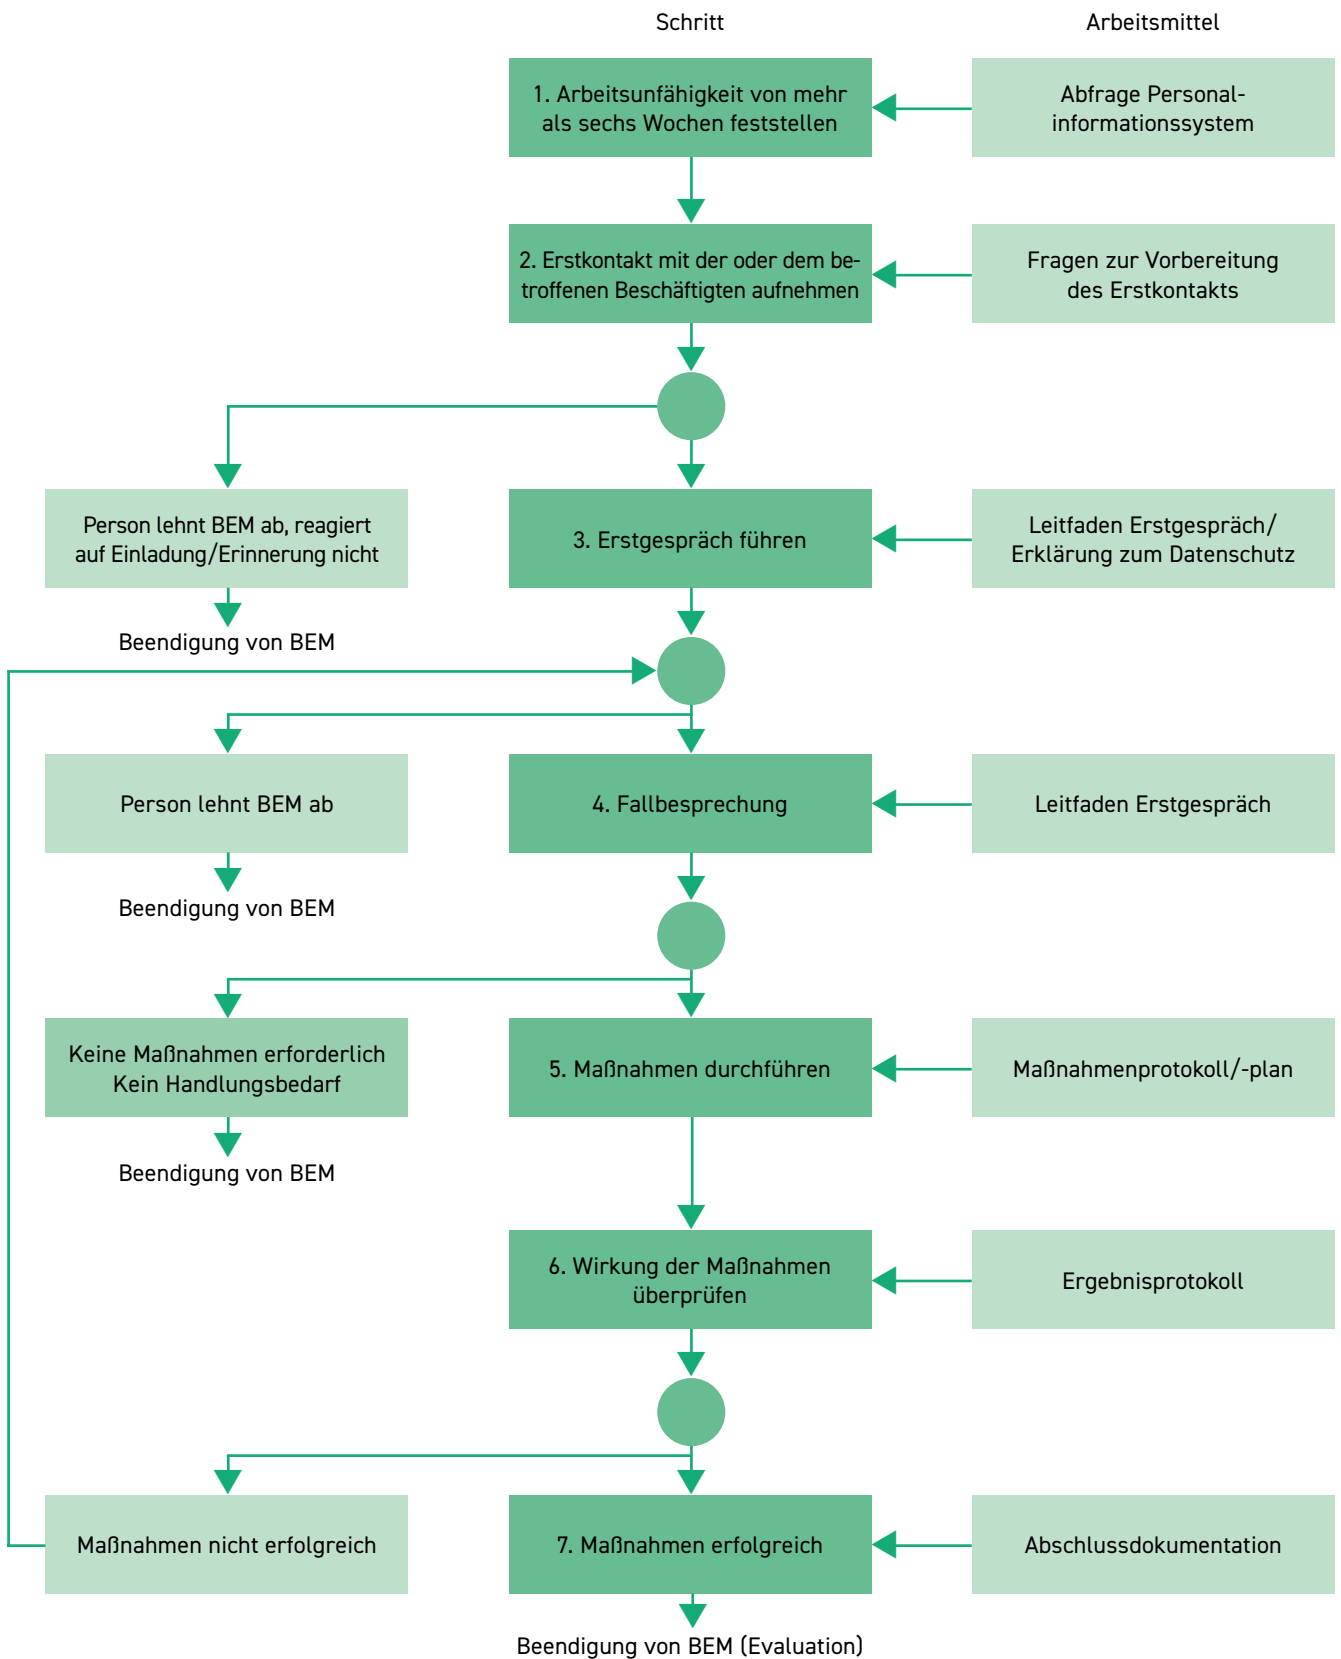 Schritt
Arbeitsmittel
1. Arbeitsunfähigkeit von mehr
als sechs Wochen feststellen
Abfrage Personal-
informationssystem
2. Erstkontakt mit der oder dem be-
troffenen Beschäftigten aufnehmen
Fragen zur Vorbereitung
des Erstkontakts
Person lehnt BEM ab, reagiert
auf Einladung/Erinnerung nicht
3. Erstgespräch führen
Leitfaden Erstgespräch/
Erklärung zum Datenschutz
Beendigung von BEM
Person lehnt BEM ab
4. Fallbesprechung
Leitfaden Erstgespräch
Beendigung von BEM
Keine Maßnahmen erforderlich
Kein Handlungsbedarf
5. Maßnahmen durchführen
Maßnahmenprotokoll/-plan
Beendigung von BEM
6. Wirkung der Maßnahmen
überprüfen
Ergebnisprotokoll
Maßnahmen nicht erfolgreich
7. Maßnahmen erfolgreich
Abschlussdokumentation
Beendigung von BEM (Evaluation)